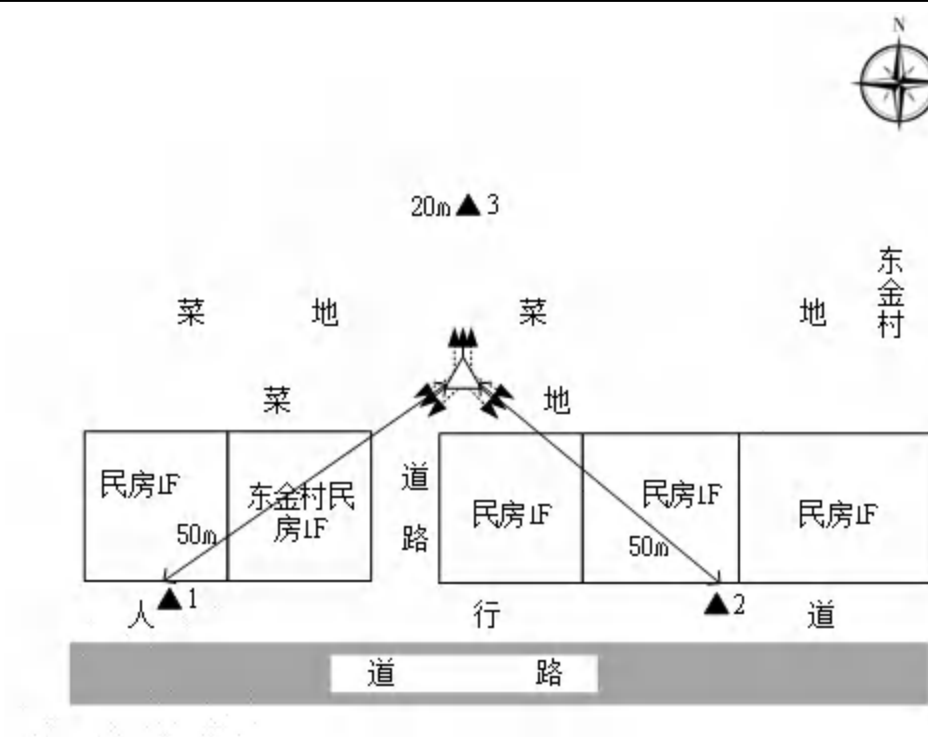 N
20m ▲ 3
东金村
菜 地 菜 地
菜 地
民房1F
东金村民
房1F
道路
民房1F
民房1F
民房1F
50m
50m
▲1
▲2
人 行 道
道 路